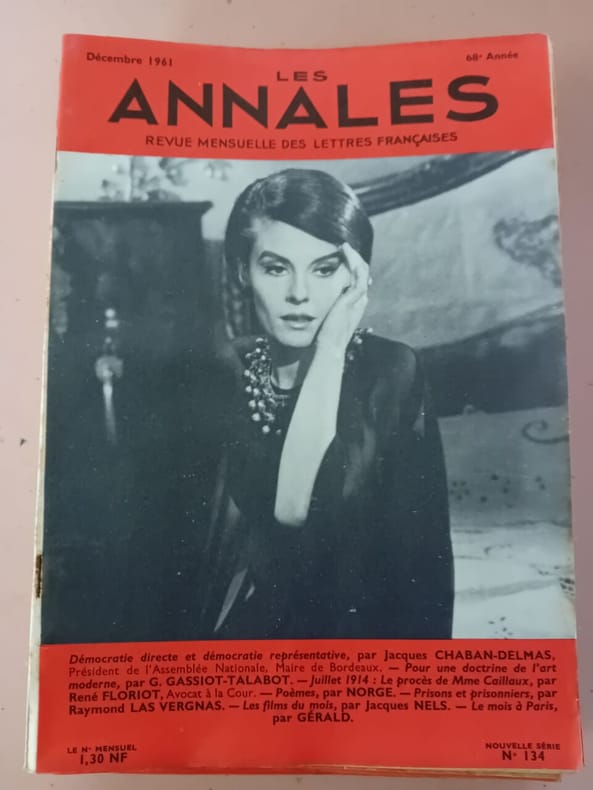 Décembre 1961
68e Année
LES
ANNALES
REVUE MENSUELLE DES LETTRES FRANÇAISES
Démocratie directe et démocratie représentative, par Jacques CHABAN-DELMAS,
Président de l'Assemblée Nationale, Maire de Bordeaux. — Pour une doctrine de l'art
moderne, par G. GASSIOT-TALABOT. — Juillet 1914 : Le procès de Mme Caillaux, par
René FLORIOT, Avocat à la Cour. — Poèmes, par NORGE. — Prisons et prisonniers, par
Raymond LAS VERGNAS. — Les films du mois, par Jacques NELS. — Le mois à Paris,
par GÉRALD.
LE No MENSUEL
1,30 NF
NOUVELLE SÉRIE
No 134